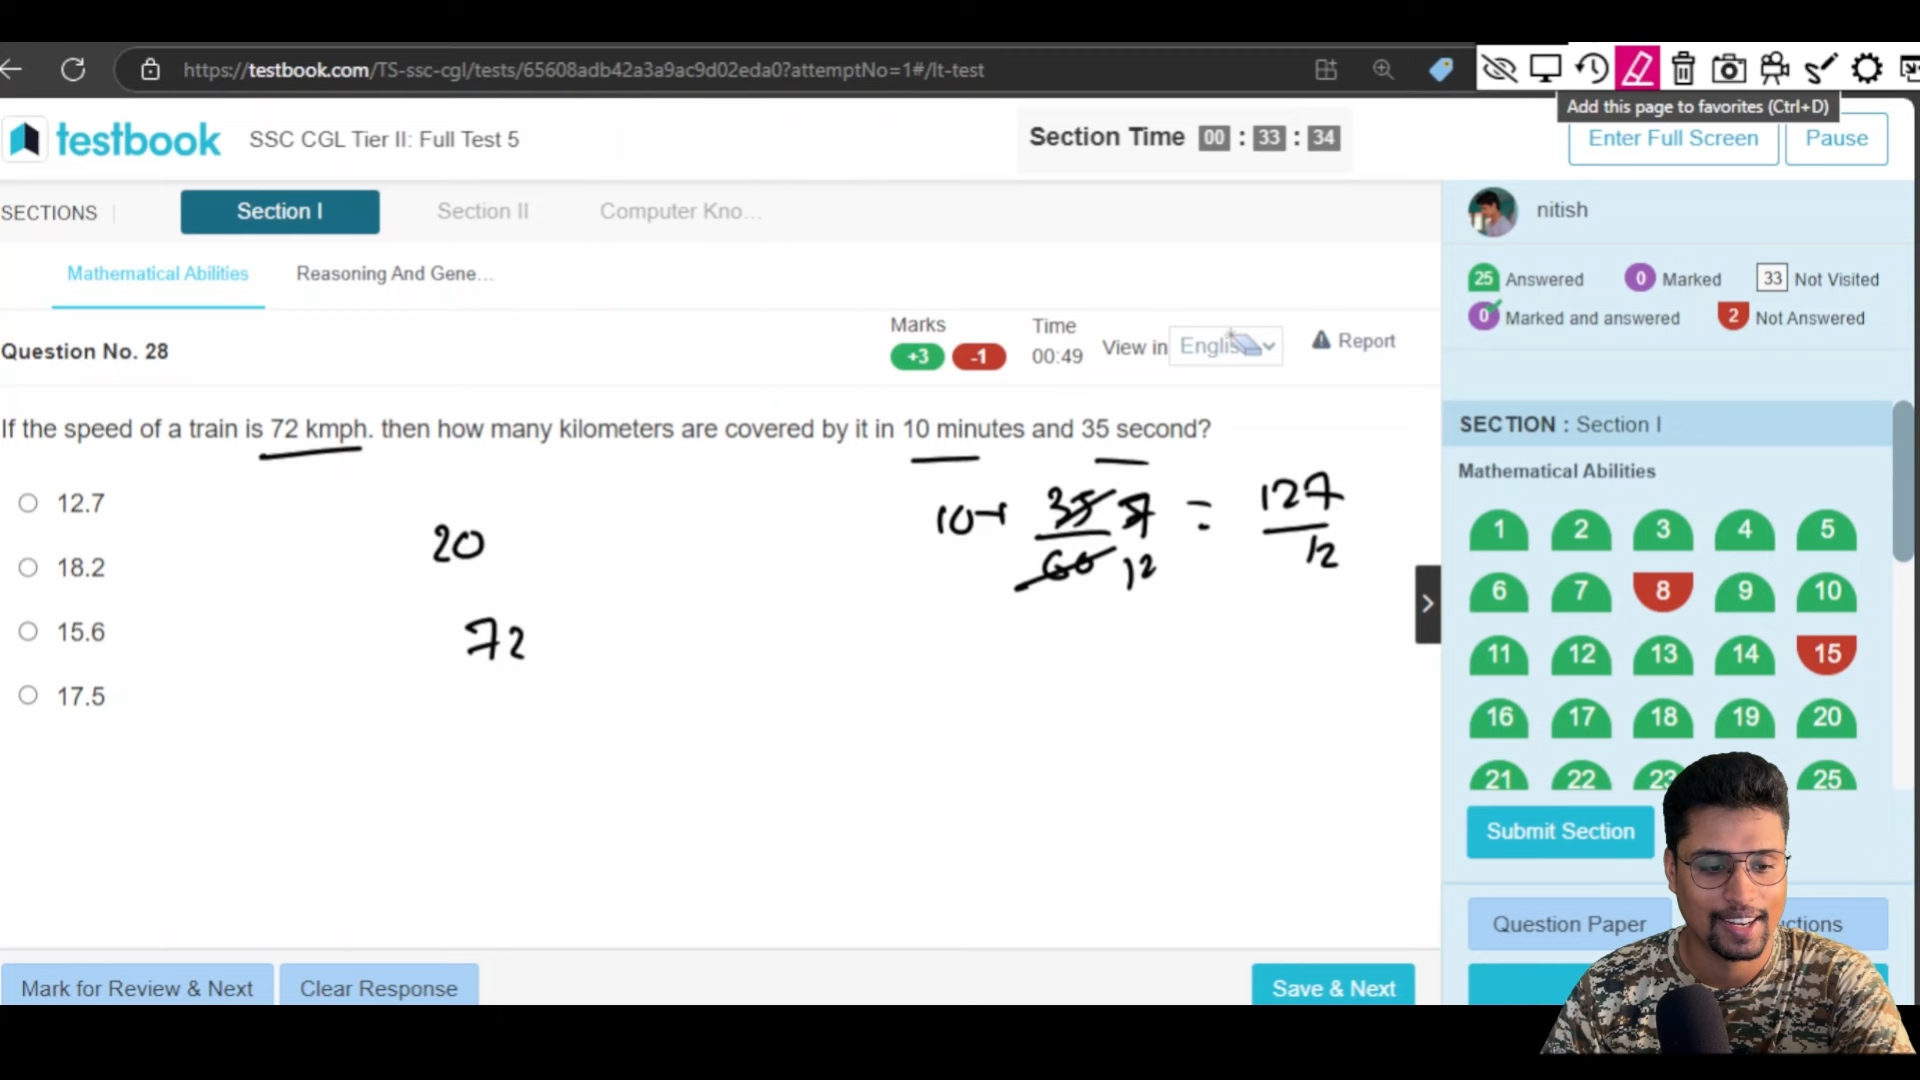 https://testbook.com/TS-ssc-cgl/tests/65608adb42a3a9ac9d02eda0?attemptNo=1#/lt-test
Add this page to favorites (Ctrl+D)
testbook
SSC CGL Tier II: Full Test 5
Section Time 00 : 33 : 34
Enter Full Screen
Pause
SECTIONS
Section I
Section II
Computer Kno...
nitish
Mathematical Abilities
Reasoning And Gene...
25 Answered
0 Marked
33 Not Visited
0 Marked and answered
2 Not Answered
Question No. 28
Marks
+3 -1
Time
00:49
View in
Englis
Report
If the speed of a train is 72 kmph. then how many kilometers are covered by it in 10 minutes and 35 second?
12.7
18.2
15.6
17.5
20
72
10+ 35 7 = 127
60 12 12
SECTION : Section I
Mathematical Abilities
1 2 3 4 5
6 7 8 9 10
11 12 13 14 15
16 17 18 19 20
21 22 23 25
Submit Section
Question Paper
ctions
Mark for Review & Next
Clear Response
Save & Next